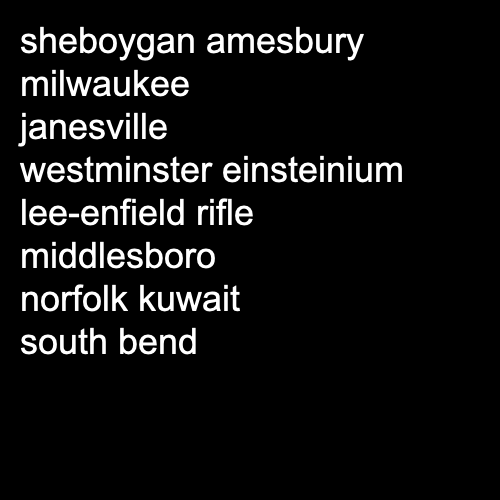 sheboygan amesbury
milwaukee
janesville
westminster einsteinium
lee-enfield rifle
middlesboro
norfolk kuwait
south bend